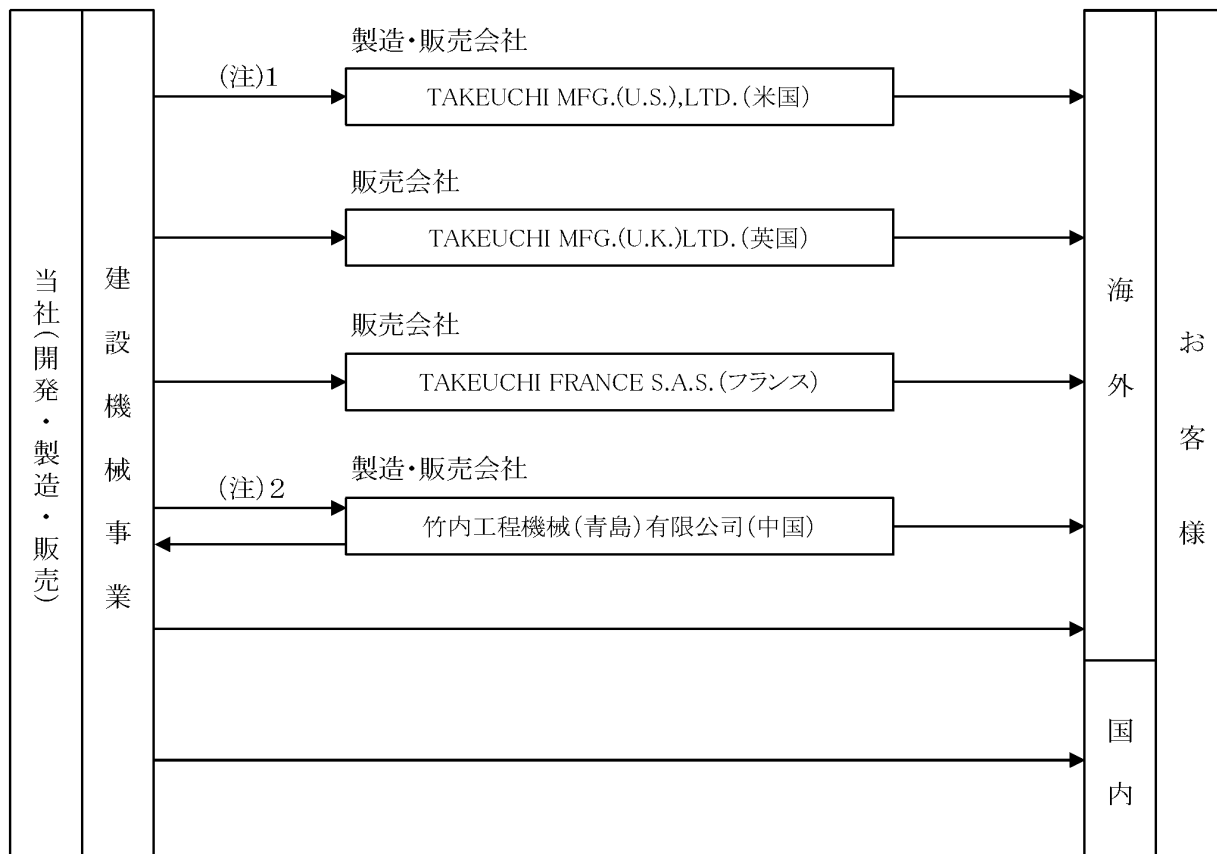 当社(開発・製造・販売)
建設機械事業
製造・販売会社
(注)1
TAKEUCHI MFG.(U.S.),LTD.(米国)
販売会社
TAKEUCHI MFG.(U.K.)LTD.(英国)
販売会社
TAKEUCHI FRANCE S.A.S.(フランス)
製造・販売会社
(注)2
竹内工程機械(青島)有限公司(中国)
海外
国内
お客様